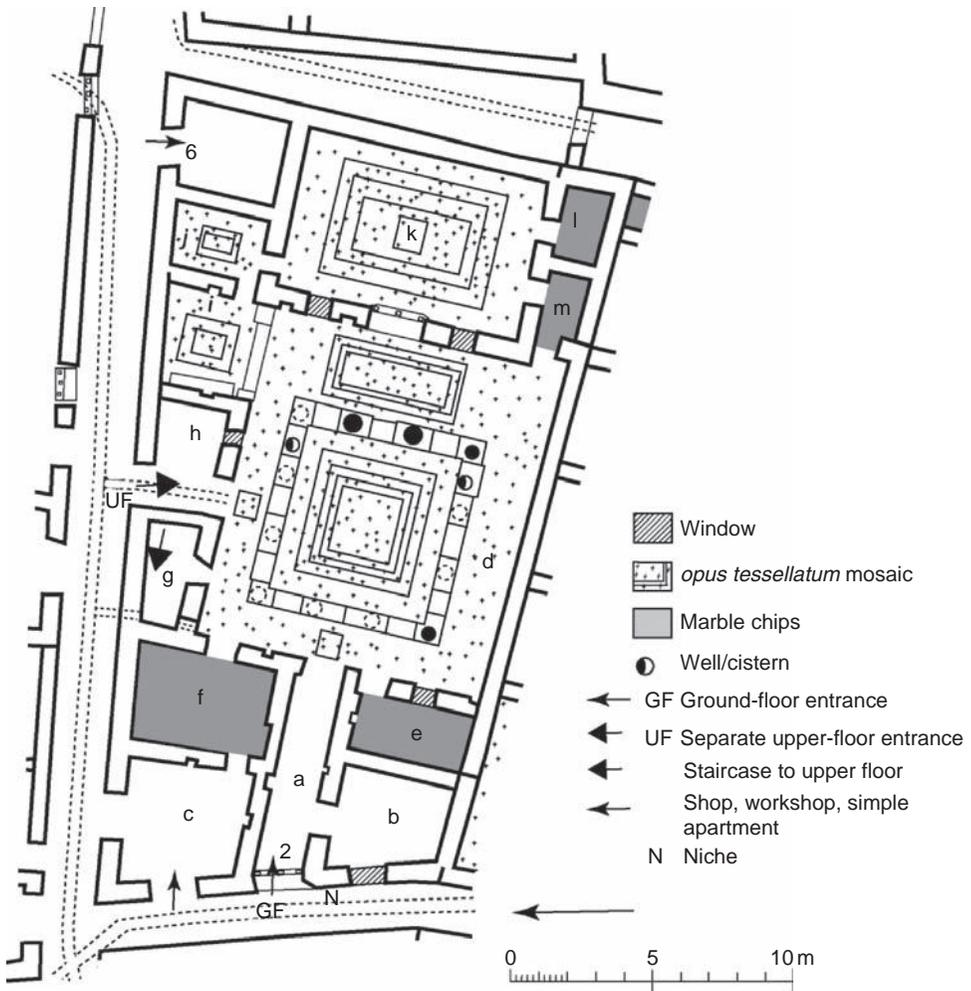 6
l
k
j
m
i
h
UF
d
g
f
e
a
c
b
2
N
GF
Window
opus tessellatum mosaic
Marble chips
Well/cistern
GF Ground-floor entrance
UF Separate upper-floor entrance
Staircase to upper floor
Shop, workshop, simple
apartment
N Niche
0 5 10 m